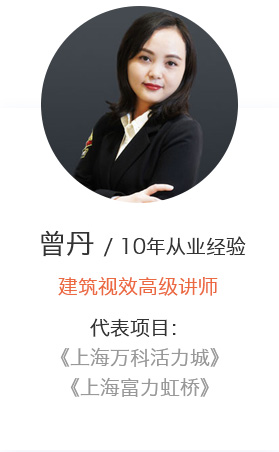 曾丹 / 10年从业经验
建筑视效高级讲师
代表项目：
《上海万科活力城》
《上海富力虹桥》